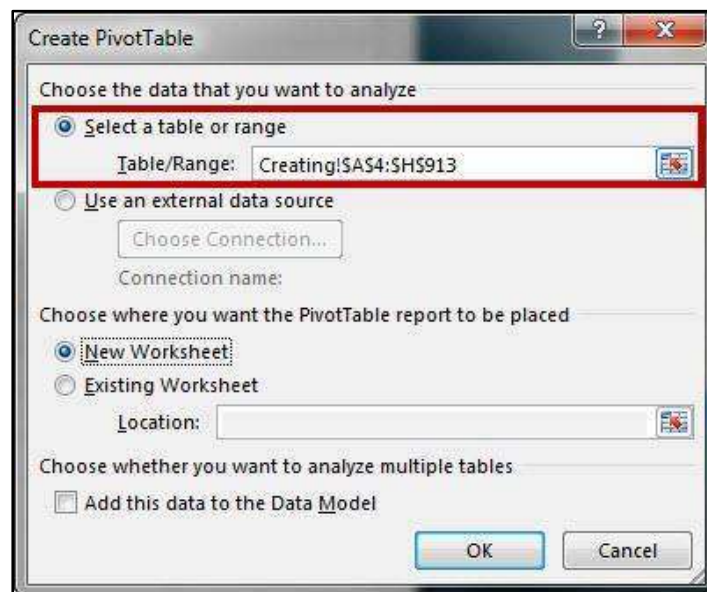 Create PivotTable
?
Choose the data that you want to analyze
Select a table or range
Table/Range: Creating!$A$4:$H$913
Use an external data source
Choose Connection...
Connection name:
Choose where you want the PivotTable report to be placed
New Worksheet
Existing Worksheet
Location:
Choose whether you want to analyze multiple tables
Add this data to the Data Model
OK Cancel